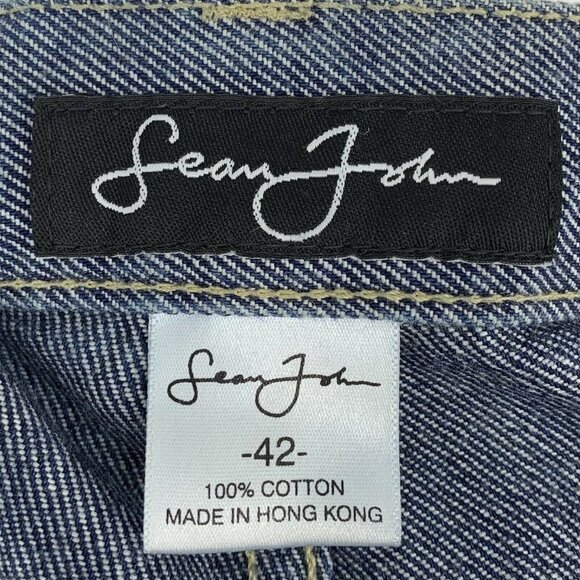 Sean John
Sean John
-42-
100% COTTON
MADE IN HONG KONG